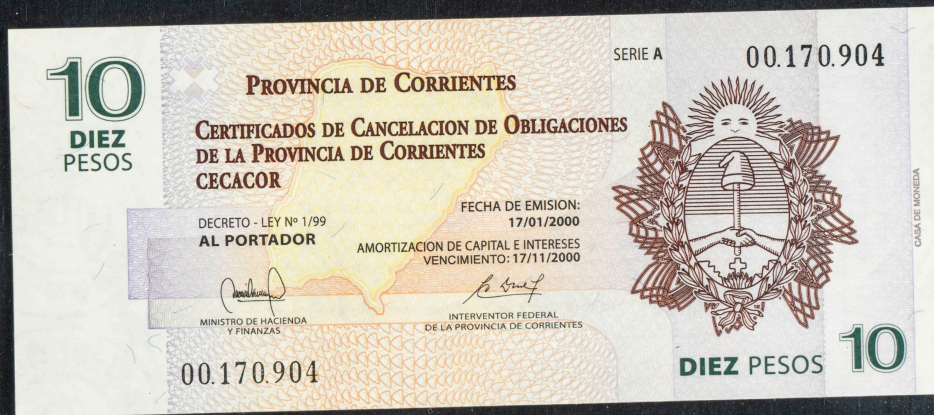 10
DIEZ
PESOS
SERIE A
00.170.904
PROVINCIA DE CORRIENTES
CERTIFICADOS DE CANCELACION DE OBLIGACIONES
DE LA PROVINCIA DE CORRIENTES
CECACOR
DECRETO - LEY Nº 1/99
AL PORTADOR
FECHA DE EMISION:
17/01/2000
AMORTIZACION DE CAPITAL E INTERESES
VENCIMIENTO: 17/11/2000
MINISTRO DE HACIENDA
Y FINANZAS
INTERVENTOR FEDERAL
DE LA PROVINCIA DE CORRIENTES
00.170.904
DIEZ PESOS 10
CASA DE MONEDA